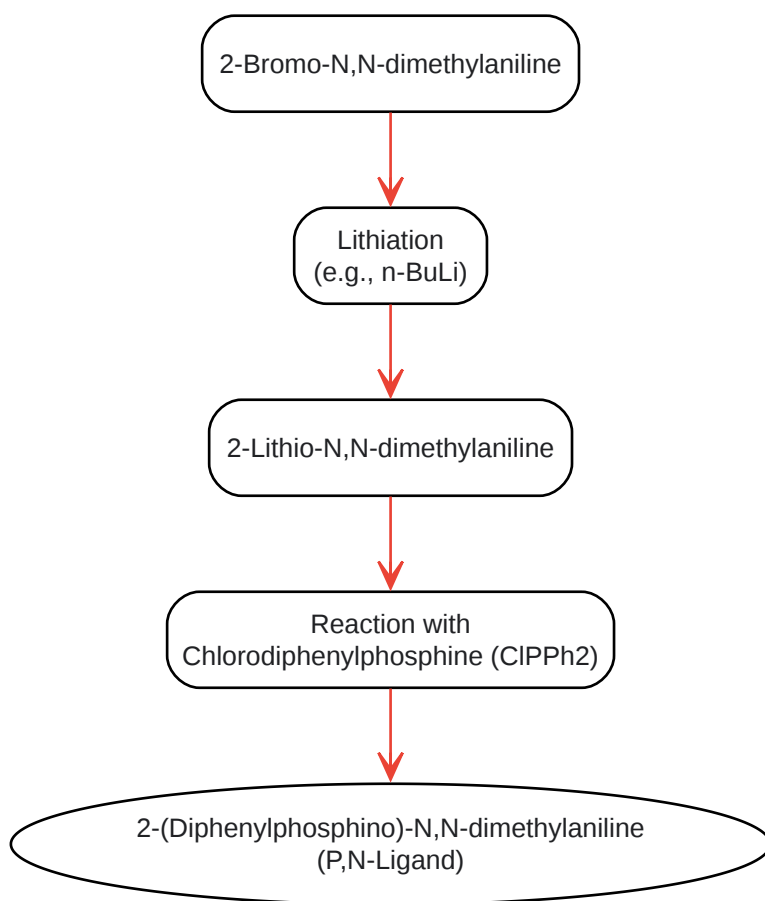 2-Bromo-N,N-dimethylaniline
Lithiation
(e.g., n-BuLi)
2-Lithio-N,N-dimethylaniline
Reaction with
Chlorodiphenylphosphine (ClPPh2)
2-(Diphenylphosphino)-N,N-dimethylaniline
(P,N-Ligand)